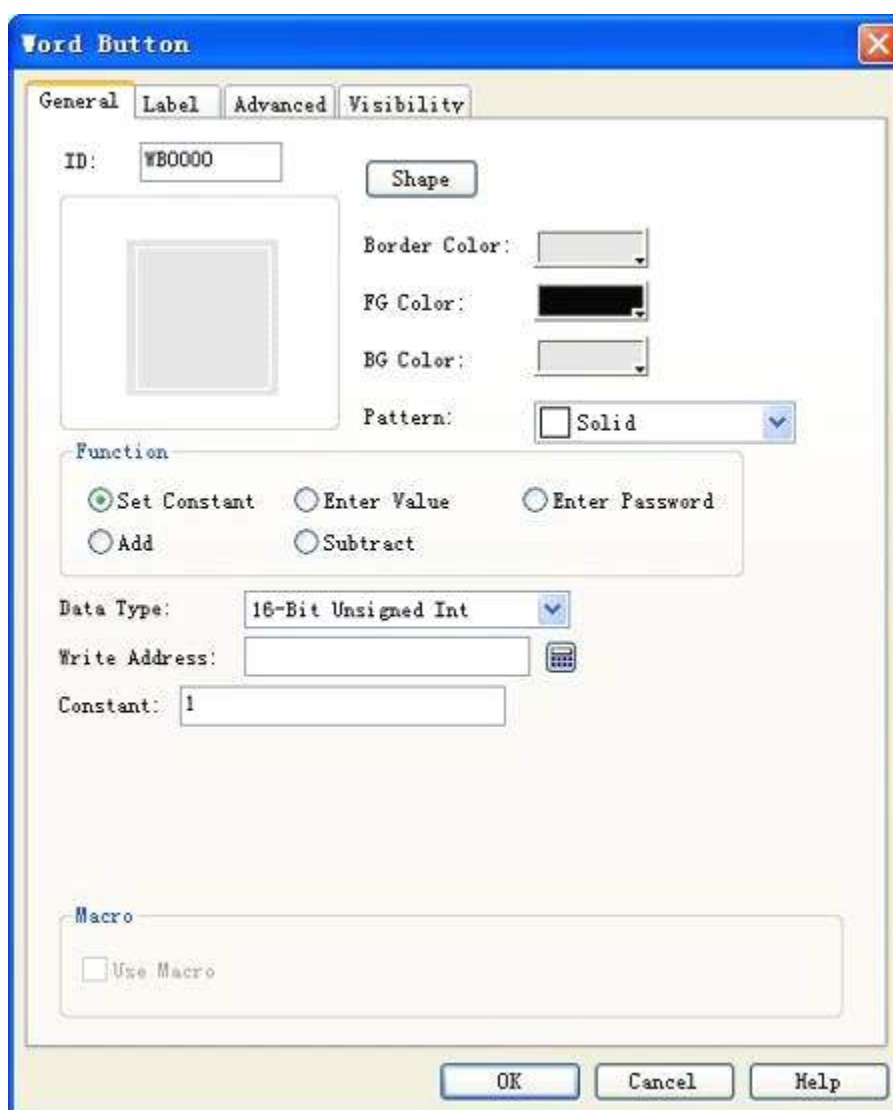 Word Button
General Label Advanced Visibility
ID: WB0000
Shape
Border Color:
FG Color:
BG Color:
Pattern: Solid
Function
Set Constant Enter Value Enter Password
Add Subtract
Data Type: 16-Bit Unsigned Int
Write Address:
Constant: 1
Macro
Use Macro
OK Cancel Help